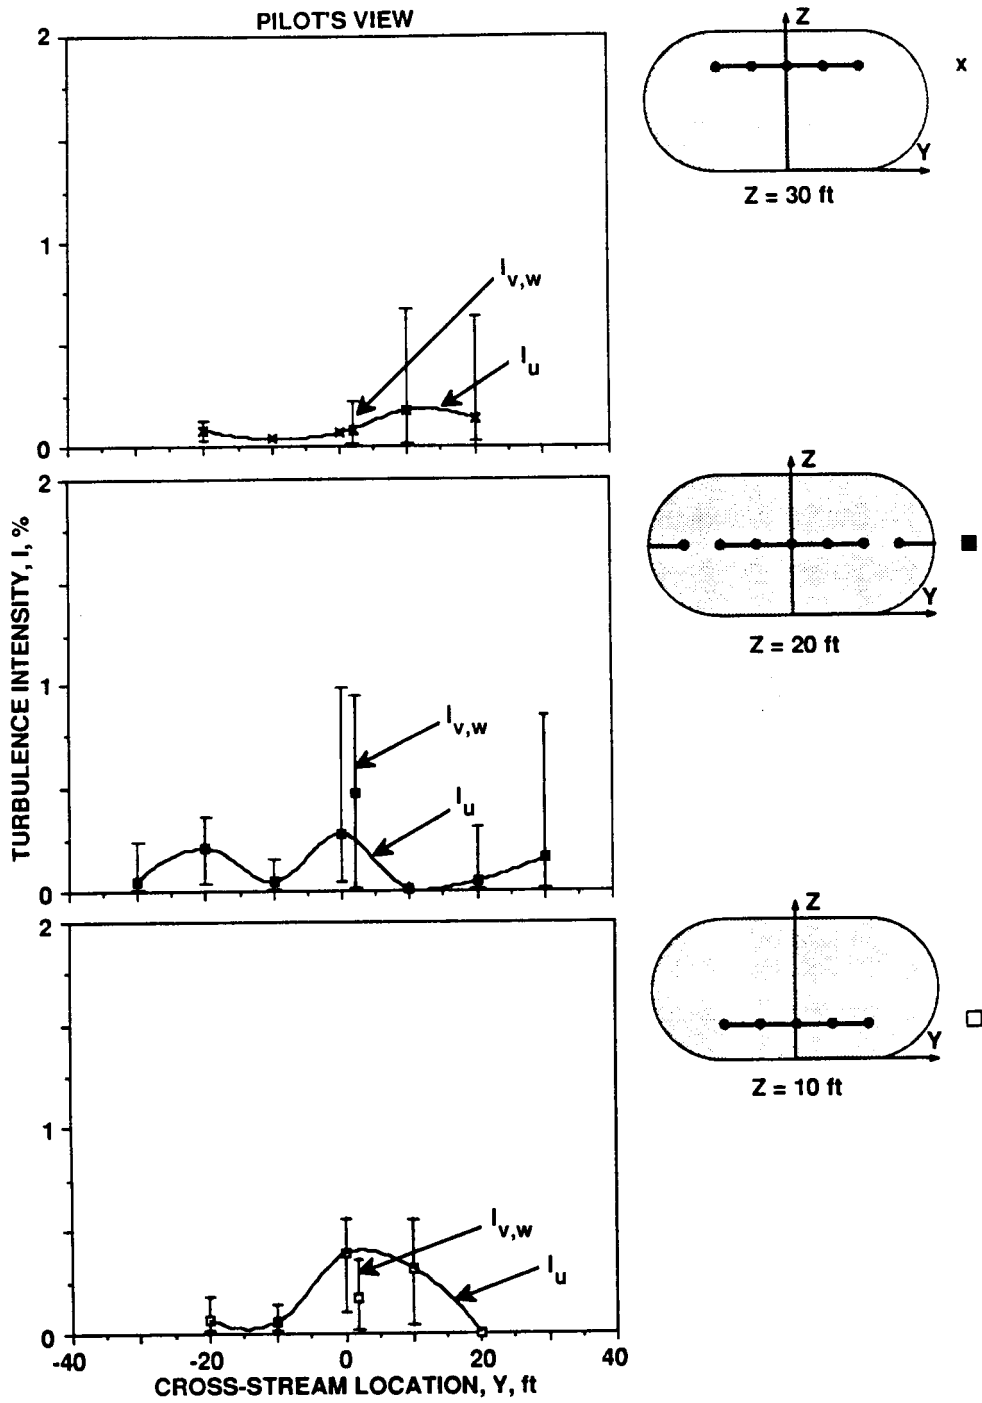 PILOT'S VIEW
2
1
0
I v,w
I u
Z
Y
Z = 30 ft
x
2
1
0
I v,w
I u
Z
Y
Z = 20 ft
TURBULENCE INTENSITY, I, %
2
1
0
I v,w
I u
Z
Y
Z = 10 ft
-40 -20 0 20 40
CROSS-STREAM LOCATION, Y, ft